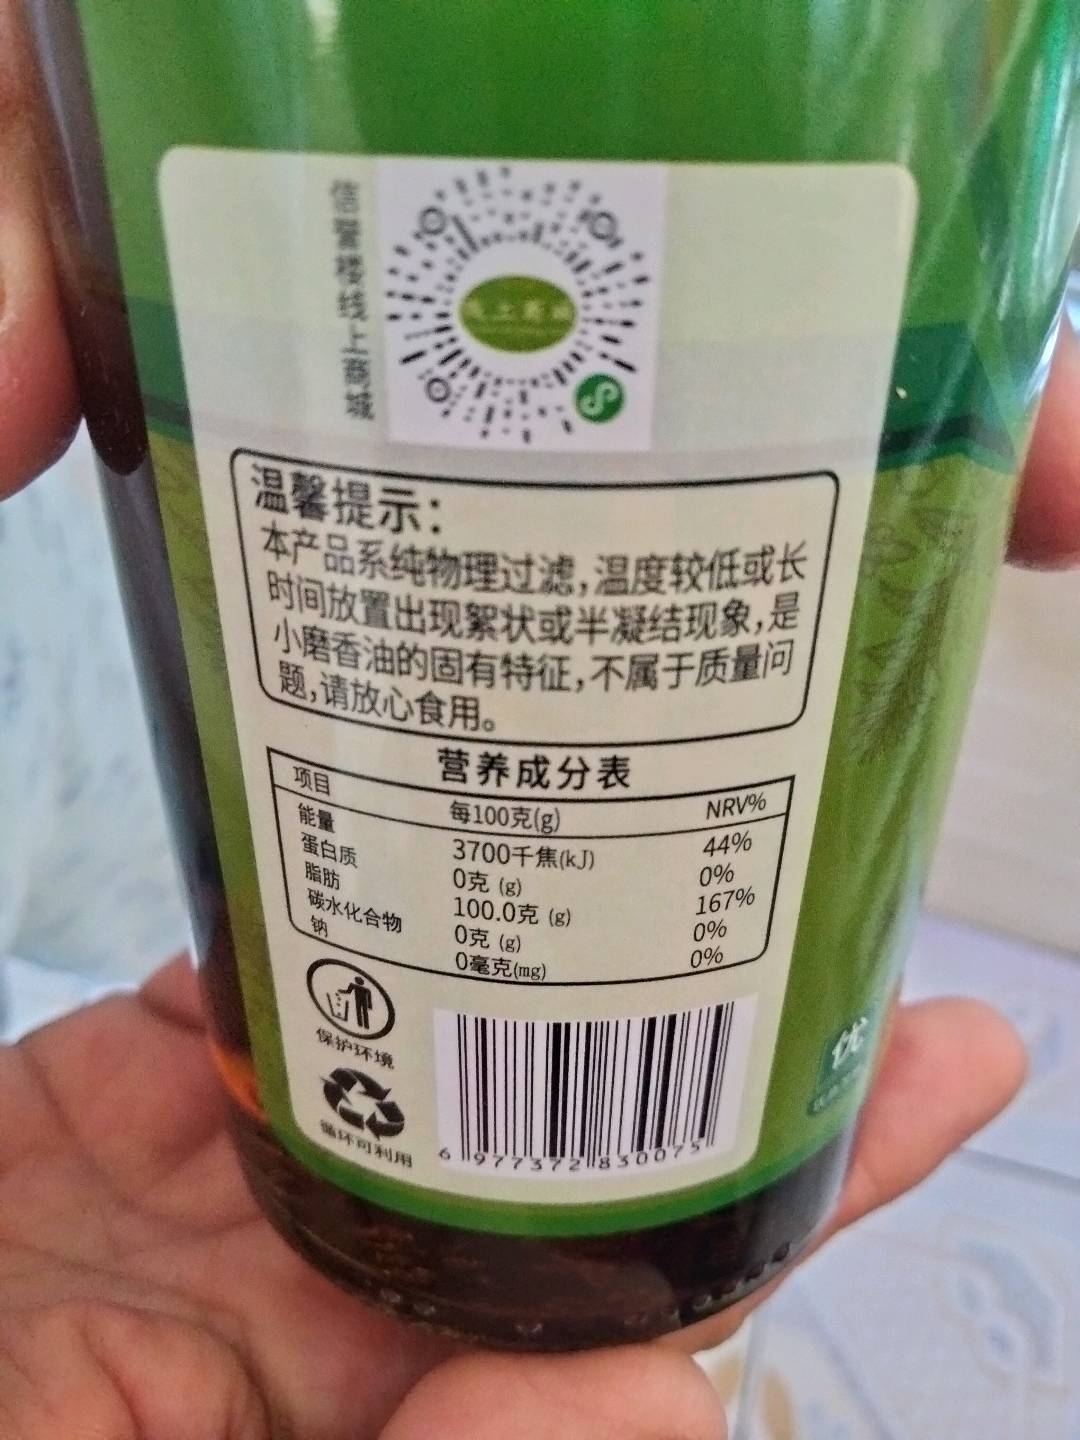 信誉楼线上商城
温馨提示：
本产品系纯物理过滤，温度较低或长
时间放置出现絮状或半凝结现象，是
小磨香油的固有特征，不属于质量问
题，请放心食用。
营养成分表
项目 每100克(g) NRV%
能量 3700千焦(kJ) 44%
蛋白质 0克 (g) 0%
脂肪 100.0克 (g) 167%
碳水化合物 0克 (g) 0%
钠 0毫克(mg) 0%
保护环境
循环可利用
6 977372 830075
优